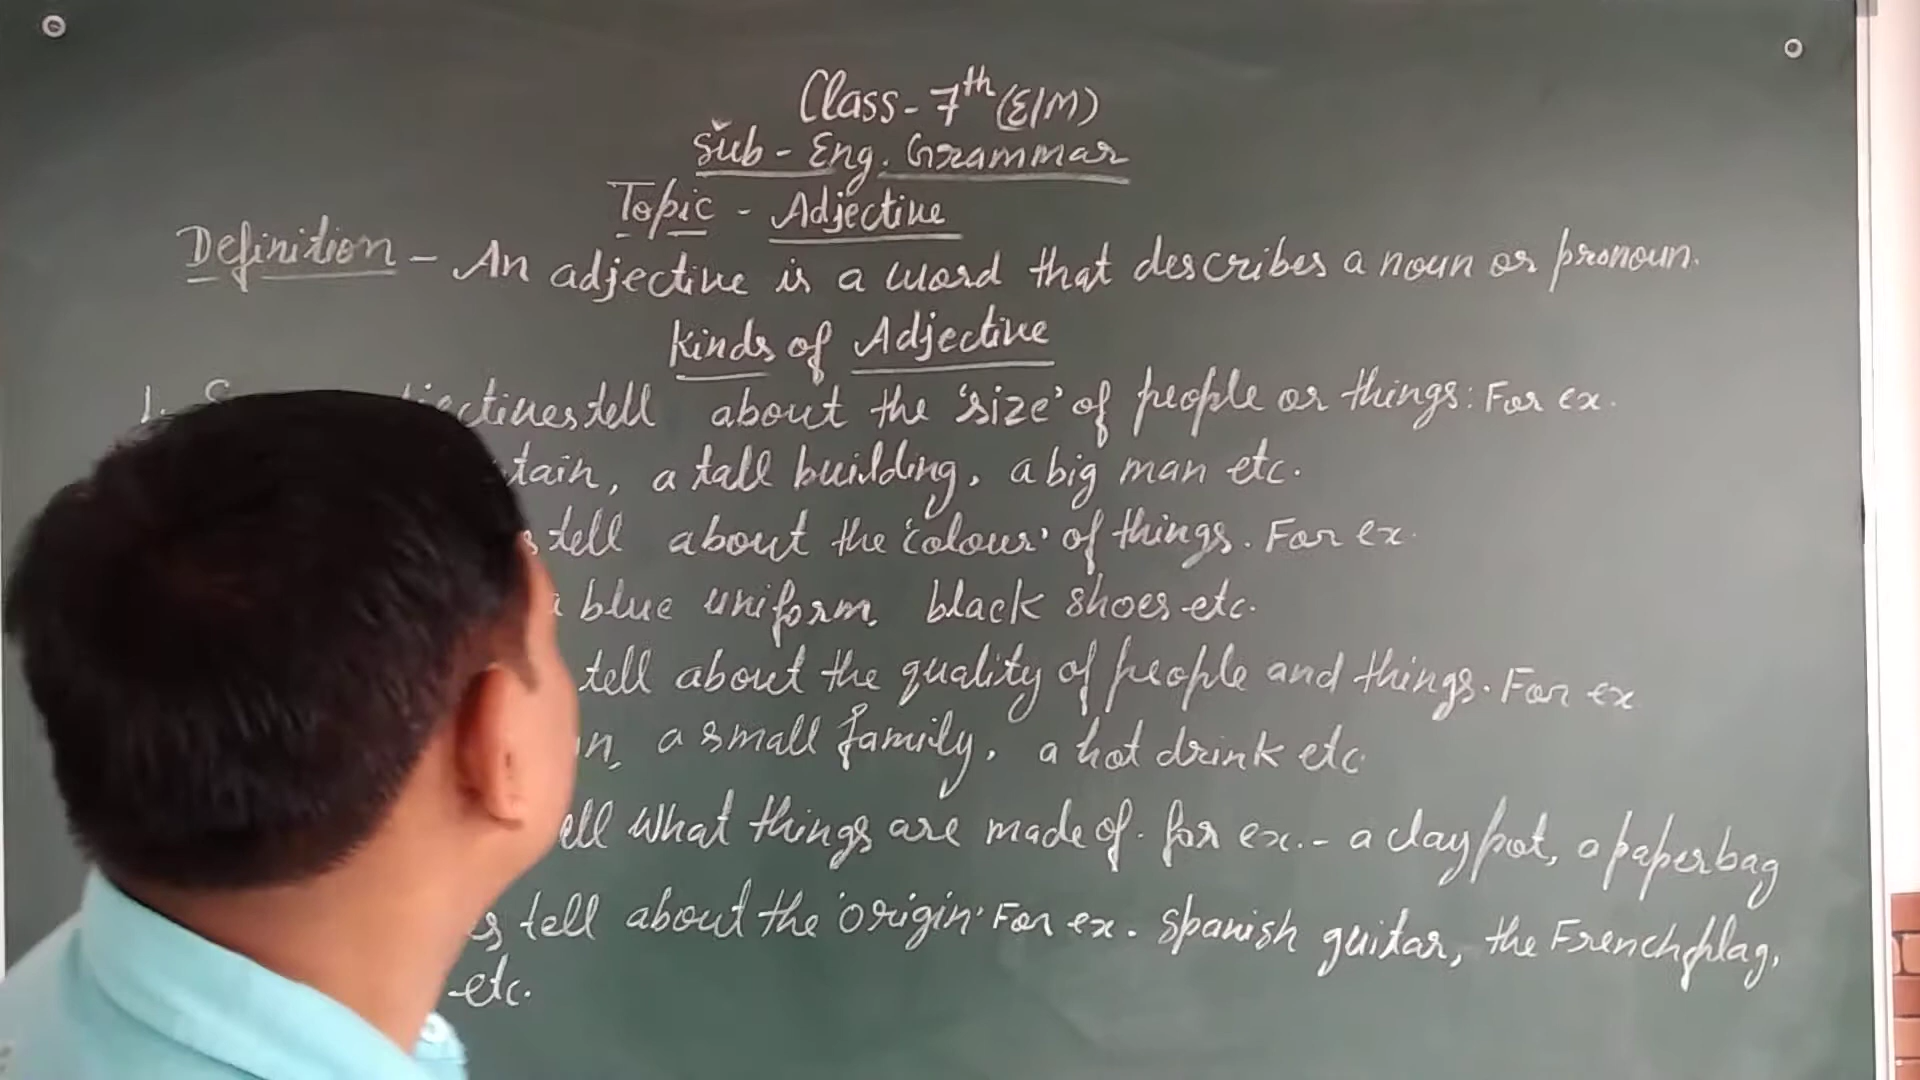 Class - 7th (E/M)
Sub - Eng. Grammar
Topic - Adjective
Definition - An adjective is a word that describes a noun or pronoun.
Kinds of Adjective
1. tell about the 'size' of people or things: For ex.
a tall building, a big man etc.
tell about the 'colour' of things. For ex.
blue uniform, black shoes etc.
tell about the quality of people and things. For ex
a small family, a hot drink etc
what things are made of. for ex. - a clay pot, a paper bag
tell about the 'origin' For ex. Spanish guitar, the French flag,
etc.